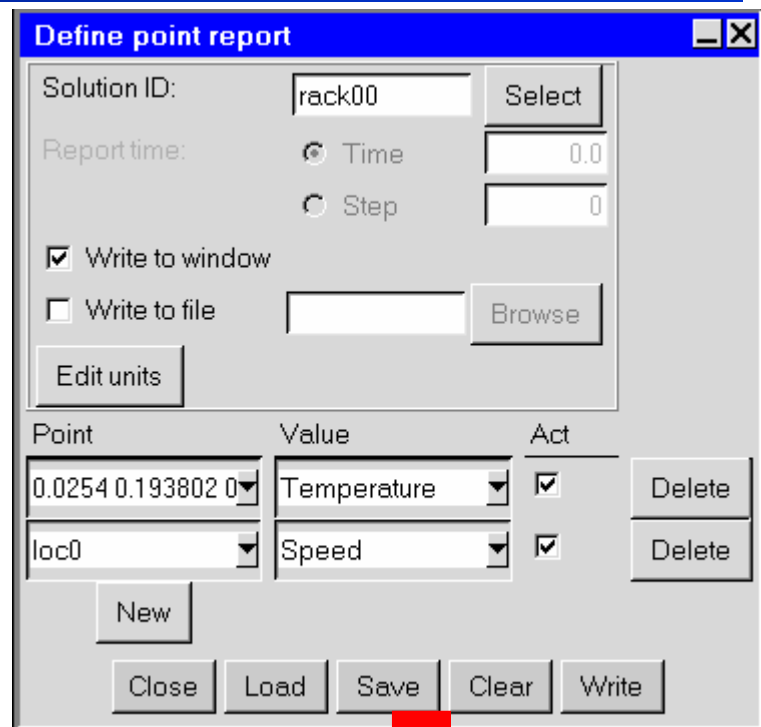 Define point report
Solution ID: rack00 Select
Report time: Time 0.0
Step 0
Write to window
Write to file Browse
Edit units
Point Value Act
0.0254 0.193802 0 Temperature Delete
loc0 Speed Delete
New
Close Load Save Clear Write